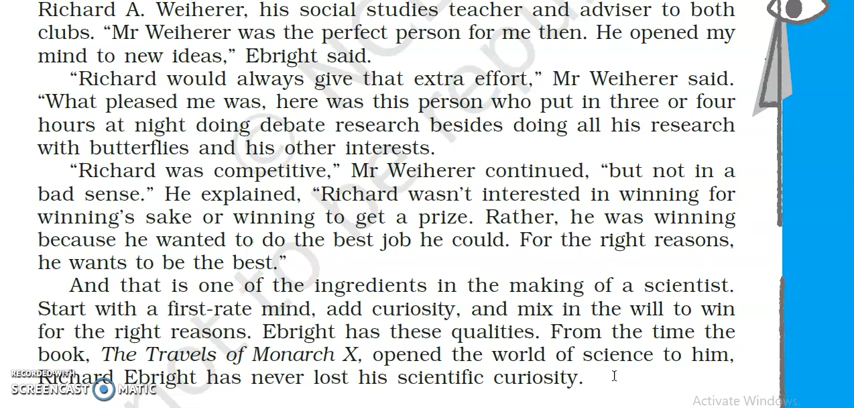 Richard A. Weiherer, his social studies teacher and adviser to both
clubs. “Mr Weiherer was the perfect person for me then. He opened my
mind to new ideas,” Ebright said.
“Richard would always give that extra effort,” Mr Weiherer said.
“What pleased me was, here was this person who put in three or four
hours at night doing debate research besides doing all his research
with butterflies and his other interests.
“Richard was competitive,” Mr Weiherer continued, “but not in a
bad sense.” He explained, “Richard wasn’t interested in winning for
winning’s sake or winning to get a prize. Rather, he was winning
because he wanted to do the best job he could. For the right reasons,
he wants to be the best.”
And that is one of the ingredients in the making of a scientist.
Start with a first-rate mind, add curiosity, and mix in the will to win
for the right reasons. Ebright has these qualities. From the time the
book, The Travels of Monarch X, opened the world of science to him,
Richard Ebright has never lost his scientific curiosity.
RECORDED WITH
SCREENCAST MATIC
Activate Windows
© NC
not to be repu